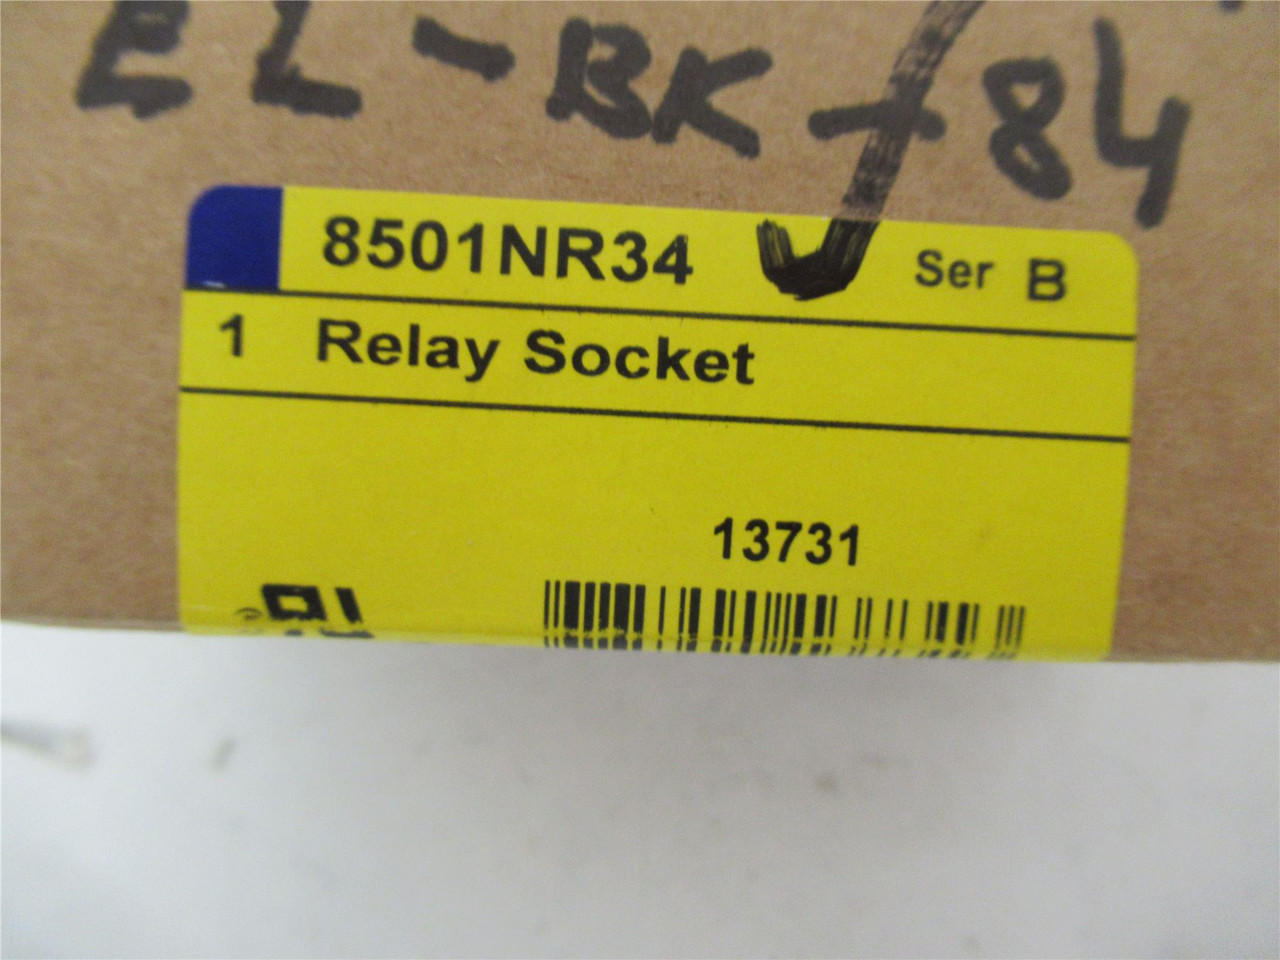 EL-BK-84
8501NR34 Ser B
1 Relay Socket
13731